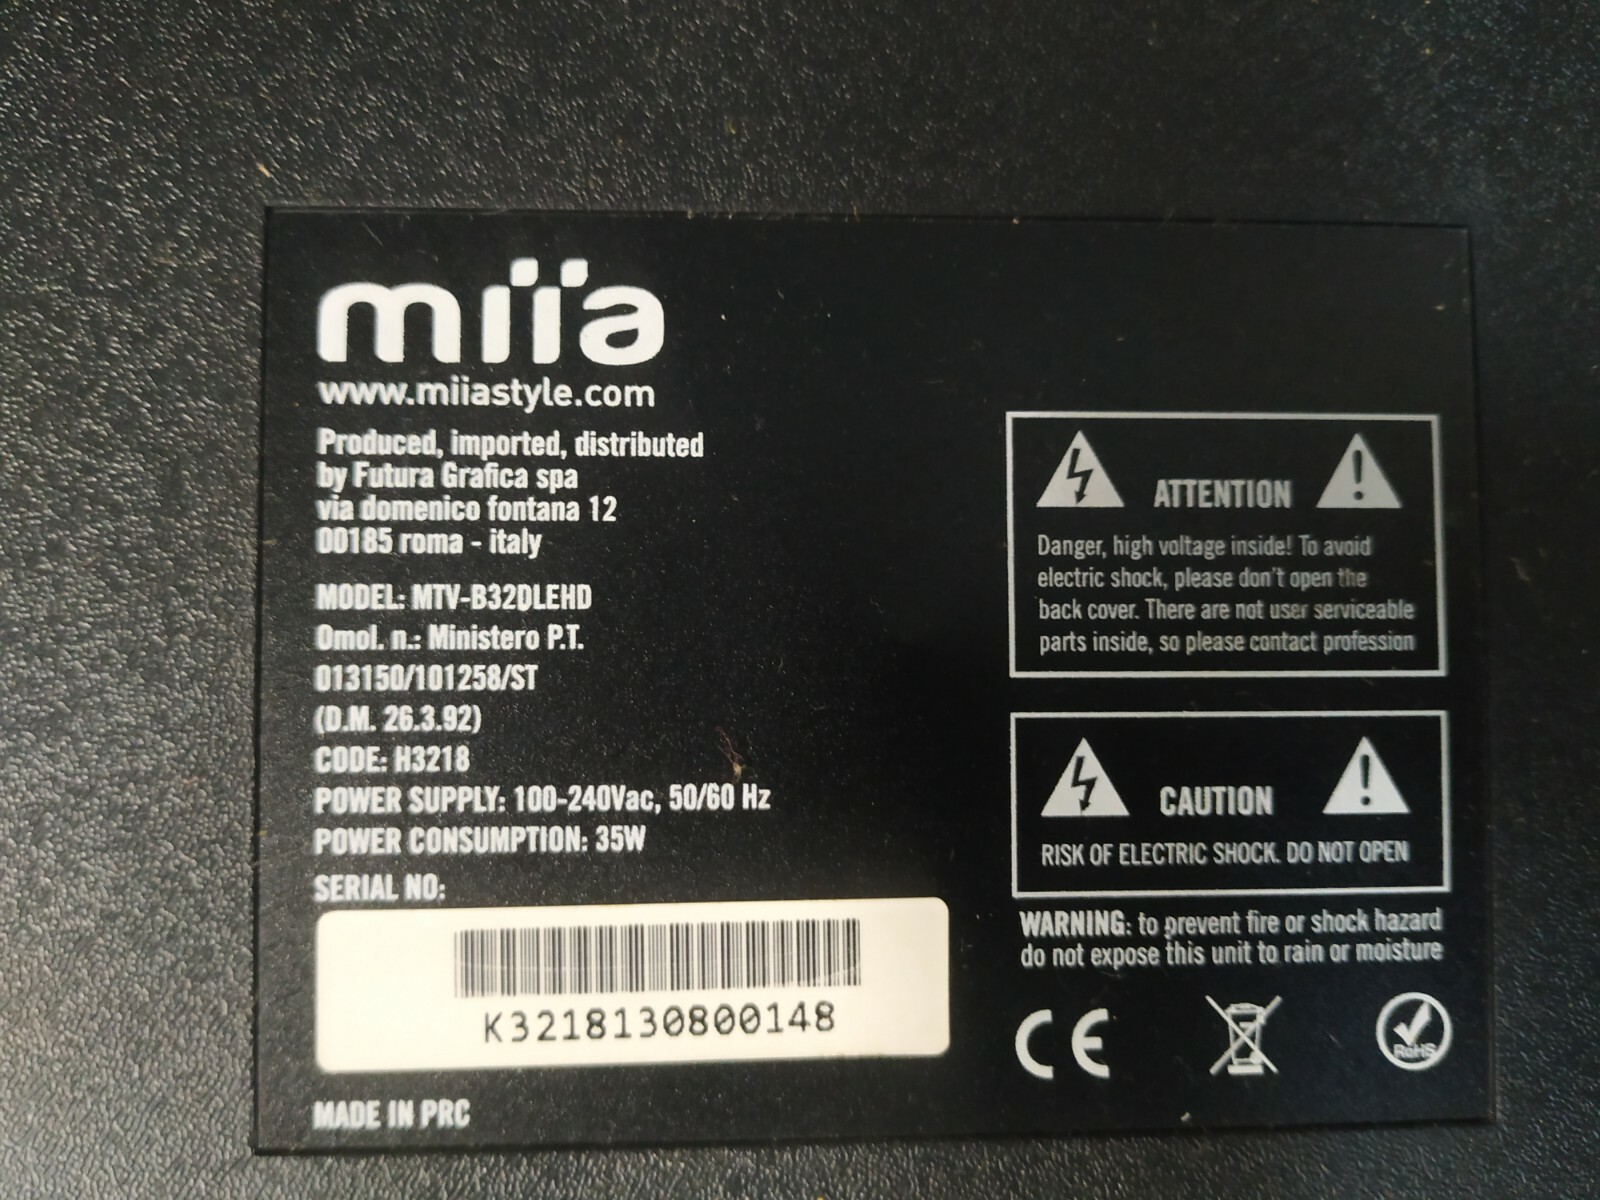 miia
www.miiastyle.com
Produced, imported, distributed
by Futura Grafica spa
via domenico fontana 12
00185 roma - italy
MODEL: MTV-B32DLEHD
Omol. n.: Ministero P.T.
013150/101258/ST
(D.M. 26.3.92)
CODE: H3218
POWER SUPPLY: 100-240Vac, 50/60 Hz
POWER CONSUMPTION: 35W
SERIAL NO:
K3218130800148
MADE IN PRC
ATTENTION
Danger, high voltage inside! To avoid
electric shock, please don't open the
back cover. There are not user serviceable
parts inside, so please contact profession
CAUTION
RISK OF ELECTRIC SHOCK. DO NOT OPEN
WARNING: to prevent fire or shock hazard
do not expose this unit to rain or moisture
CE
RoHS